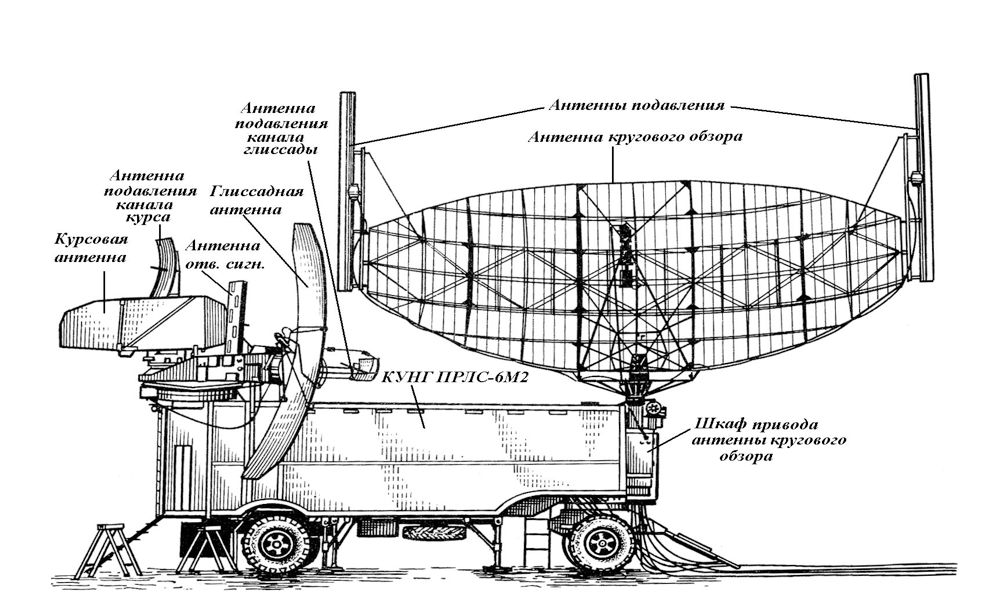 Антенна
подавления
канала
глиссады
Антенны подавления
Антенна кругового обзора
Антенна
подавления
канала
курса
Глиссадная
антенна
Курсовая
антенна
Антенна
отв. сигн.
КУНГ ПРЛС-6М2
Шкаф привода
антенны кругового
обзора